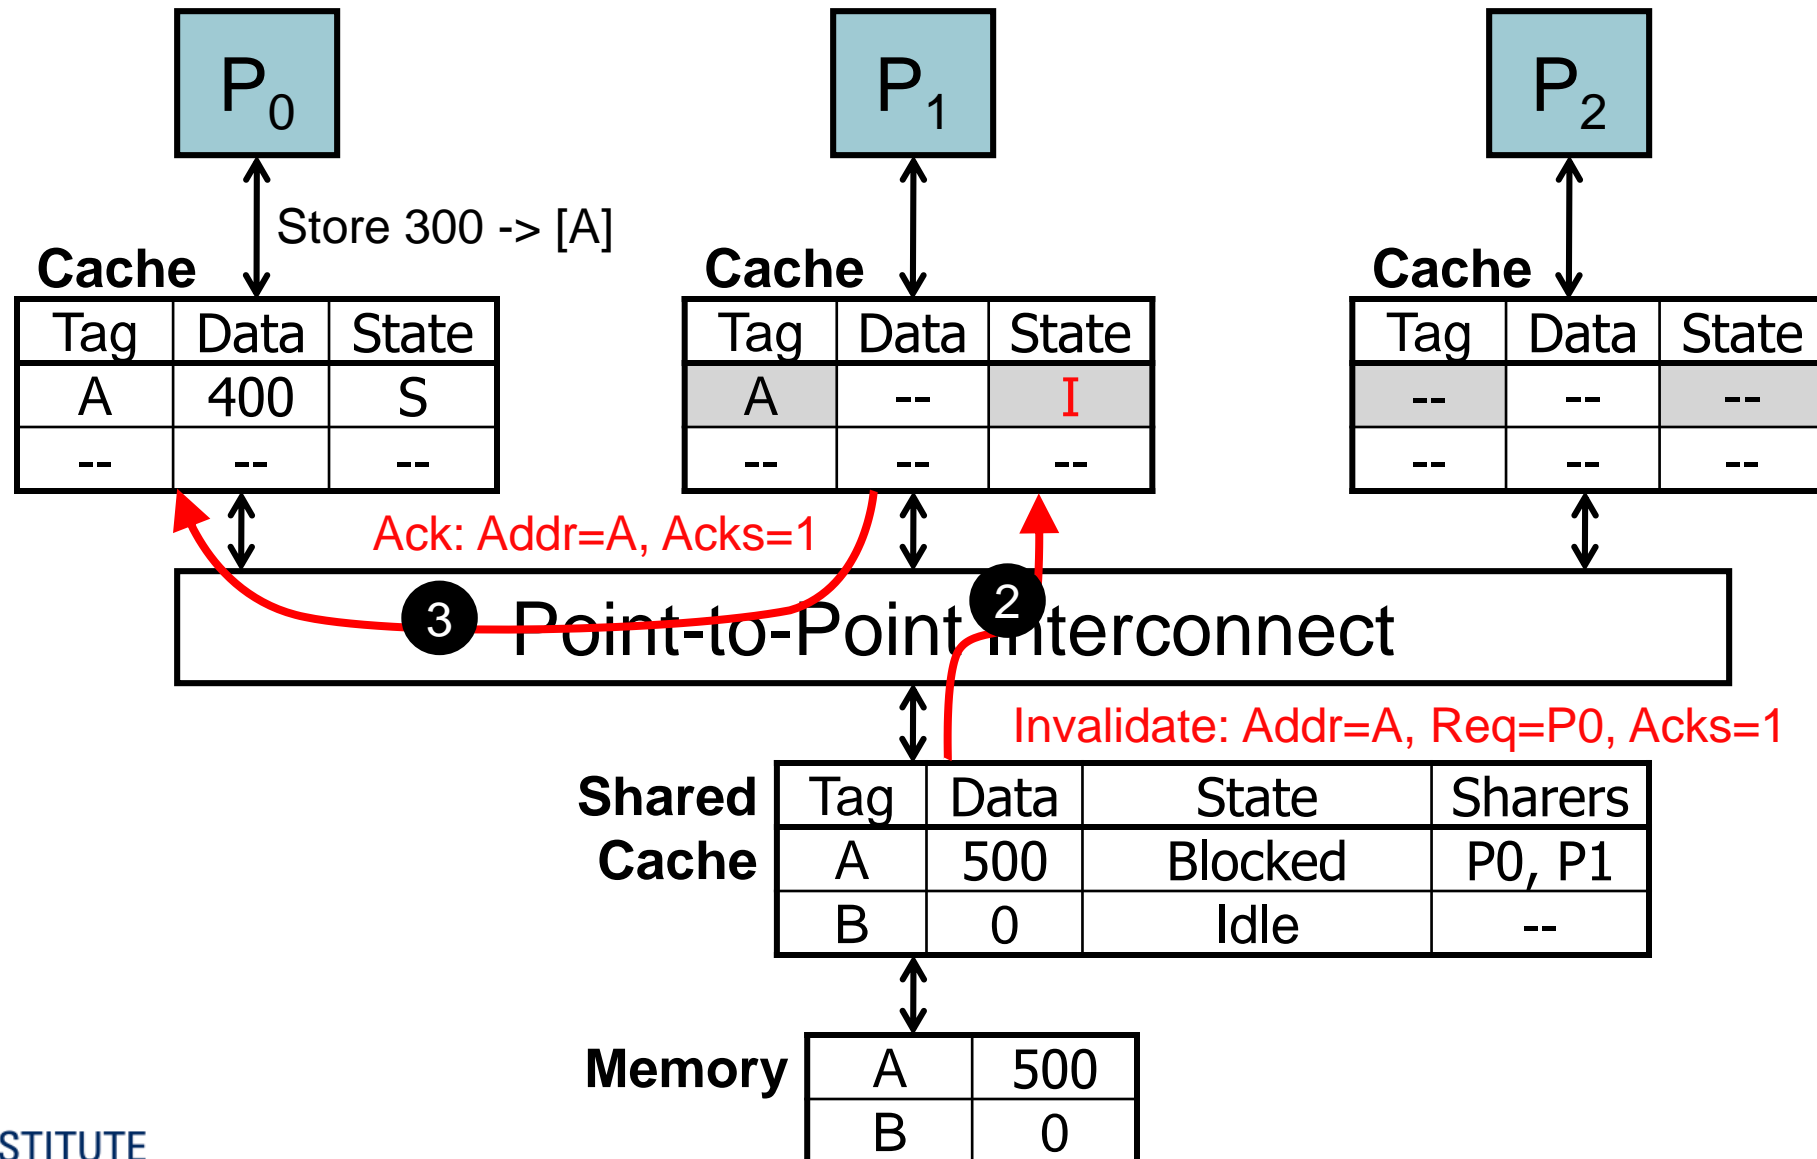 P0 P1 P2
Store 300 -> [A]
Cache Cache Cache
Tag Data State Tag Data State Tag Data State
A 400 S A -- I -- -- --
-- -- -- -- -- -- -- -- --
Ack: Addr=A, Acks=1
3 Point-to-Point Interconnect 2
Invalidate: Addr=A, Req=P0, Acks=1
Shared Tag Data State Sharers
Cache A 500 Blocked P0, P1
B 0 Idle --
Memory A 500
B 0
STITUTE